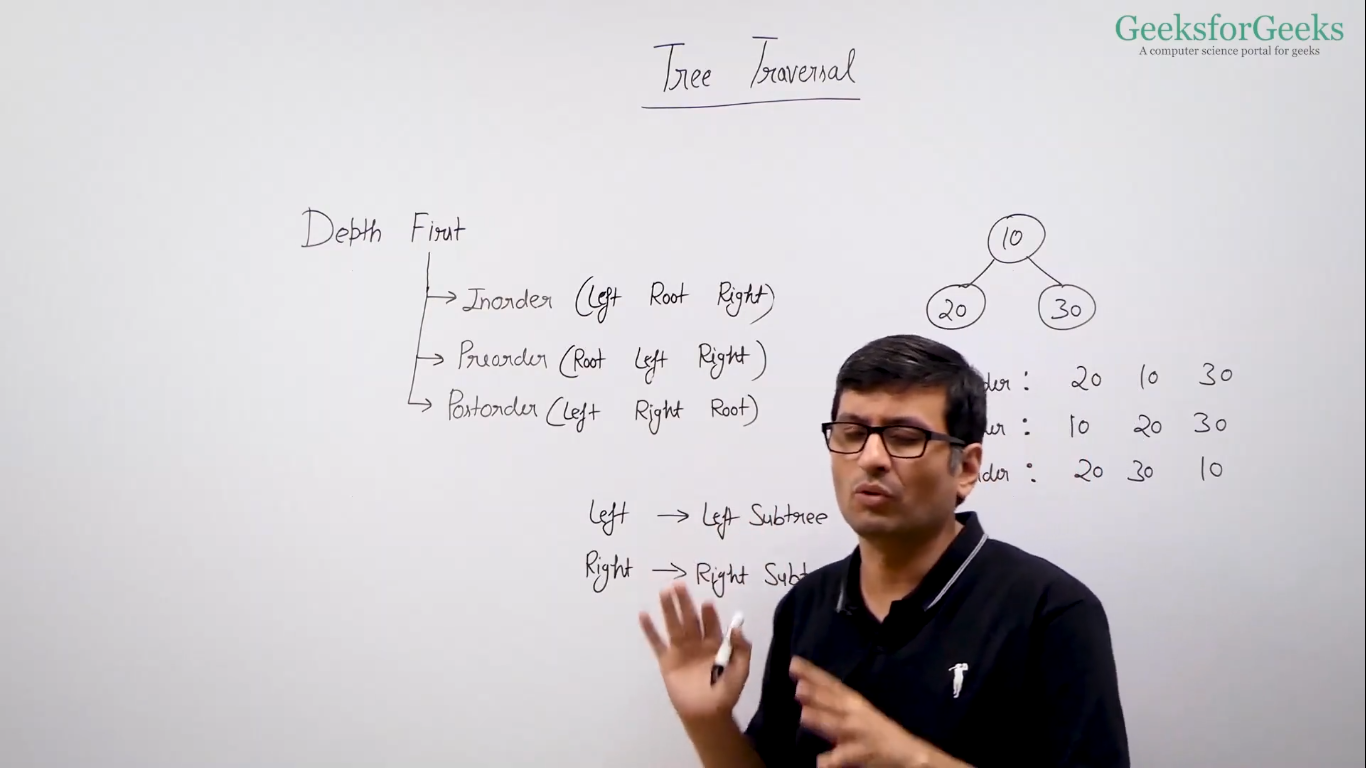 GeeksforGeeks
A computer science portal for geeks
Tree Traversal
Depth First
Inorder (Left Root Right)
Preorder (Root Left Right)
Postorder (Left Right Root)
10
20 30
: 20 10 30
: 10 20 30
: 20 30 10
Left → Left Subtree
Right → Right